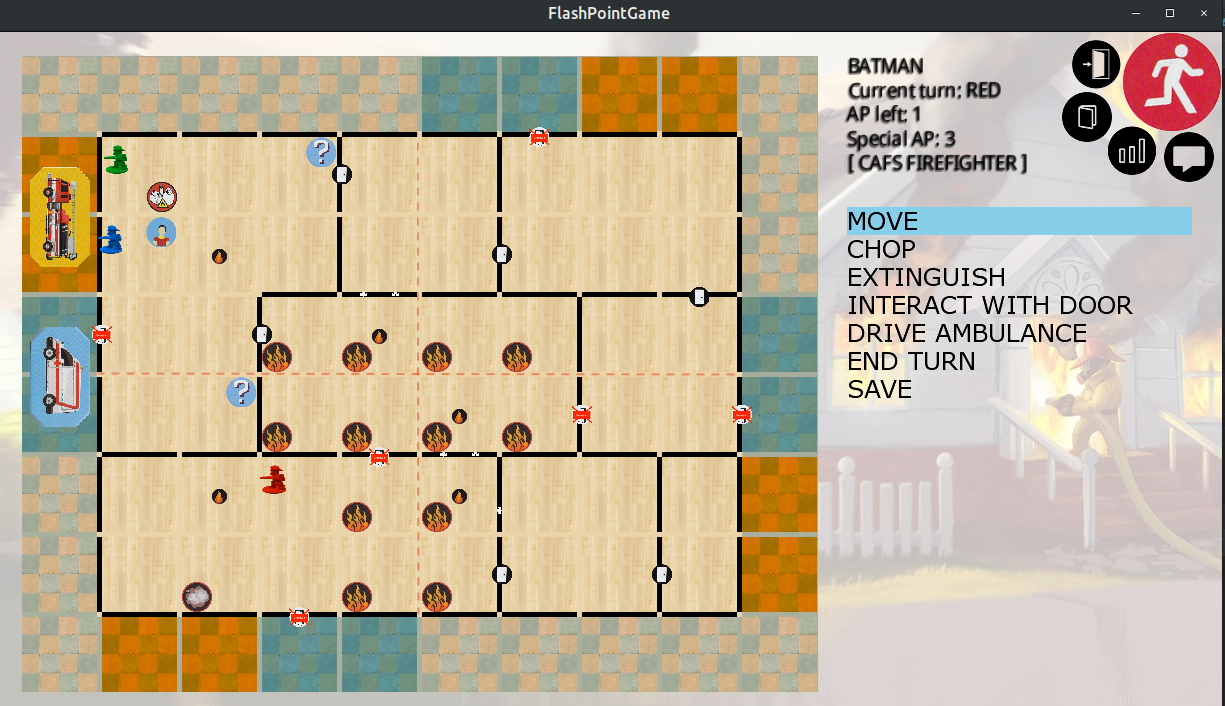 FlashPointGame
BATMAN
Current turn: RED
AP left: 1
Special AP: 3
[ CAFS FIREFIGHTER ]
MOVE
CHOP
EXTINGUISH
INTERACT WITH DOOR
DRIVE AMBULANCE
END TURN
SAVE
?
?